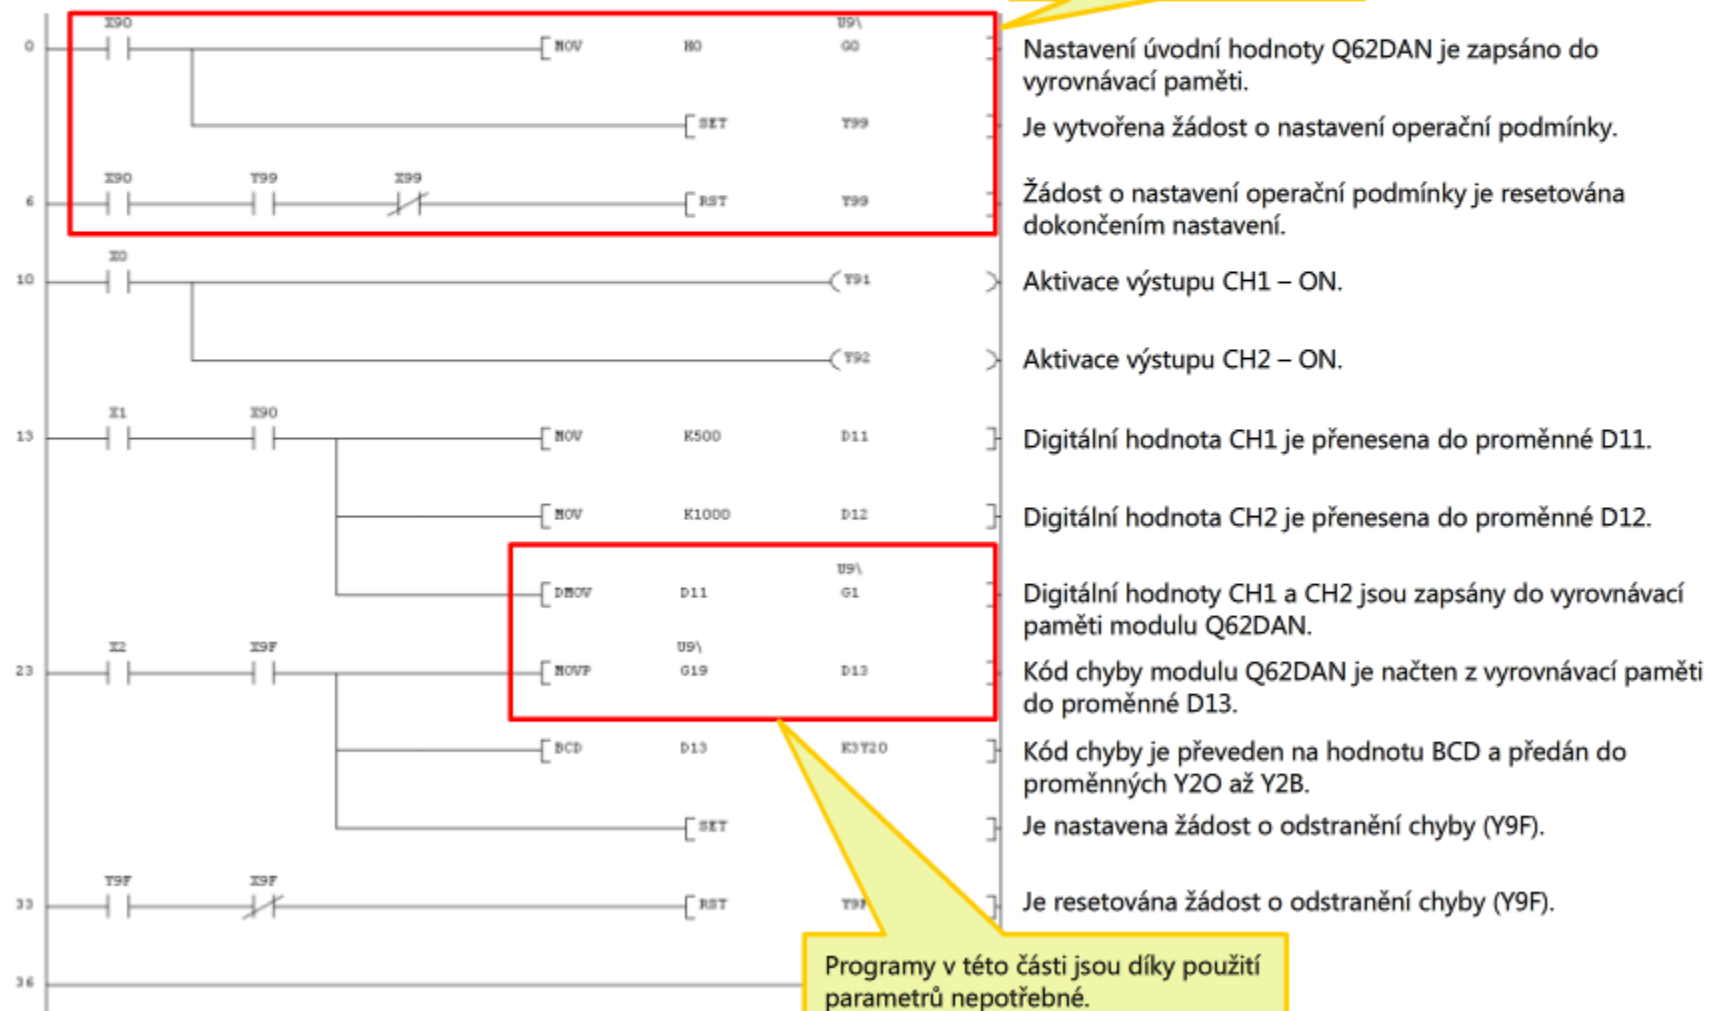 X90 U9\
0 MOV H0 G0
Nastavení úvodní hodnoty Q62DAN je zapsáno do
vyrovnávací paměti.
SET Y99
Je vytvořena žádost o nastavení operační podmínky.
X90 Y99 X99
6 RST Y99
Žádost o nastavení operační podmínky je resetována
dokončením nastavení.
X0
10 Y91
Aktivace výstupu CH1 – ON.
Y92
Aktivace výstupu CH2 – ON.
X1 X90
13 MOV K500 D11
Digitální hodnota CH1 je přenesena do proměnné D11.
MOV K1000 D12
Digitální hodnota CH2 je přenesena do proměnné D12.
U9\
DMOV D11 G1
Digitální hodnoty CH1 a CH2 jsou zapsány do vyrovnávací
paměti modulu Q62DAN.
X2 X9F U9\
23 MOVP G19 D13
Kód chyby modulu Q62DAN je načten z vyrovnávací paměti
do proměnné D13.
BCD D13 K3Y20
Kód chyby je převeden na hodnotu BCD a předán do
proměnných Y2O až Y2B.
SET
Je nastavena žádost o odstranění chyby (Y9F).
Y9F X9F
33 RST
Je resetována žádost o odstranění chyby (Y9F).
36
Programy v této části jsou díky použití
parametrů nepotřebné.